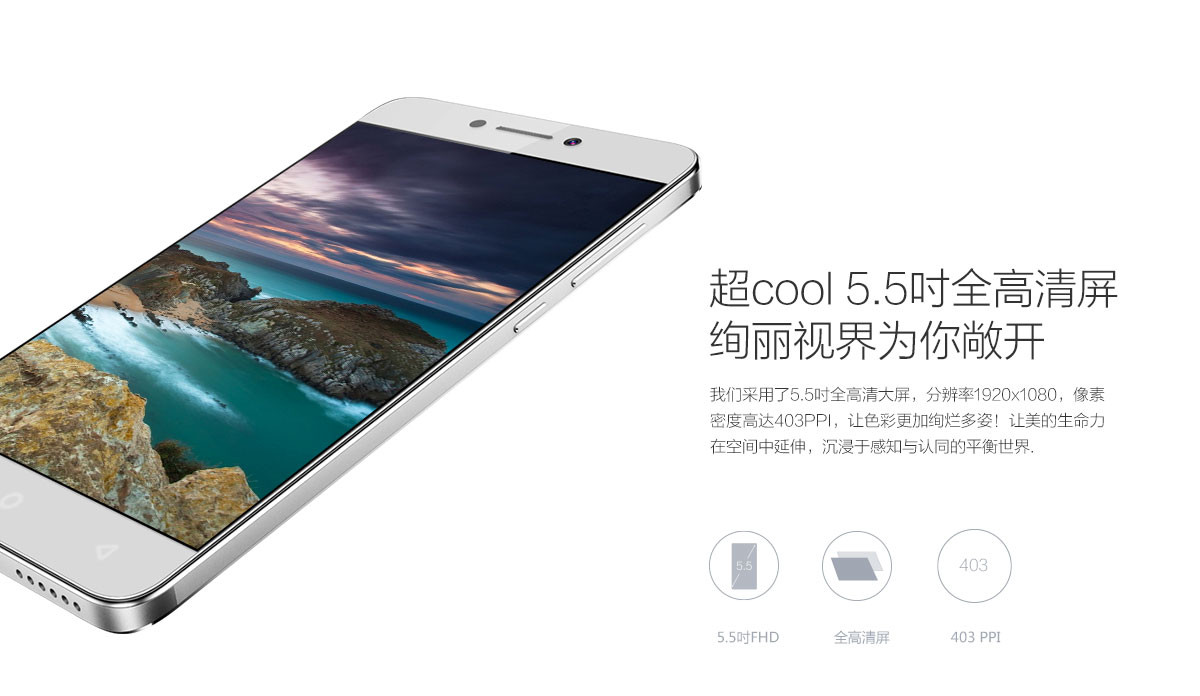 超cool 5.5吋全高清屏
绚丽视界为你敞开
我们采用了5.5吋全高清大屏，分辨率1920x1080，像素
密度高达403PPI，让色彩更加绚烂多姿！让美的生命力
在空间中延伸，沉浸于感知与认同的平衡世界.
5.5
403
5.5吋FHD
全高清屏
403 PPI